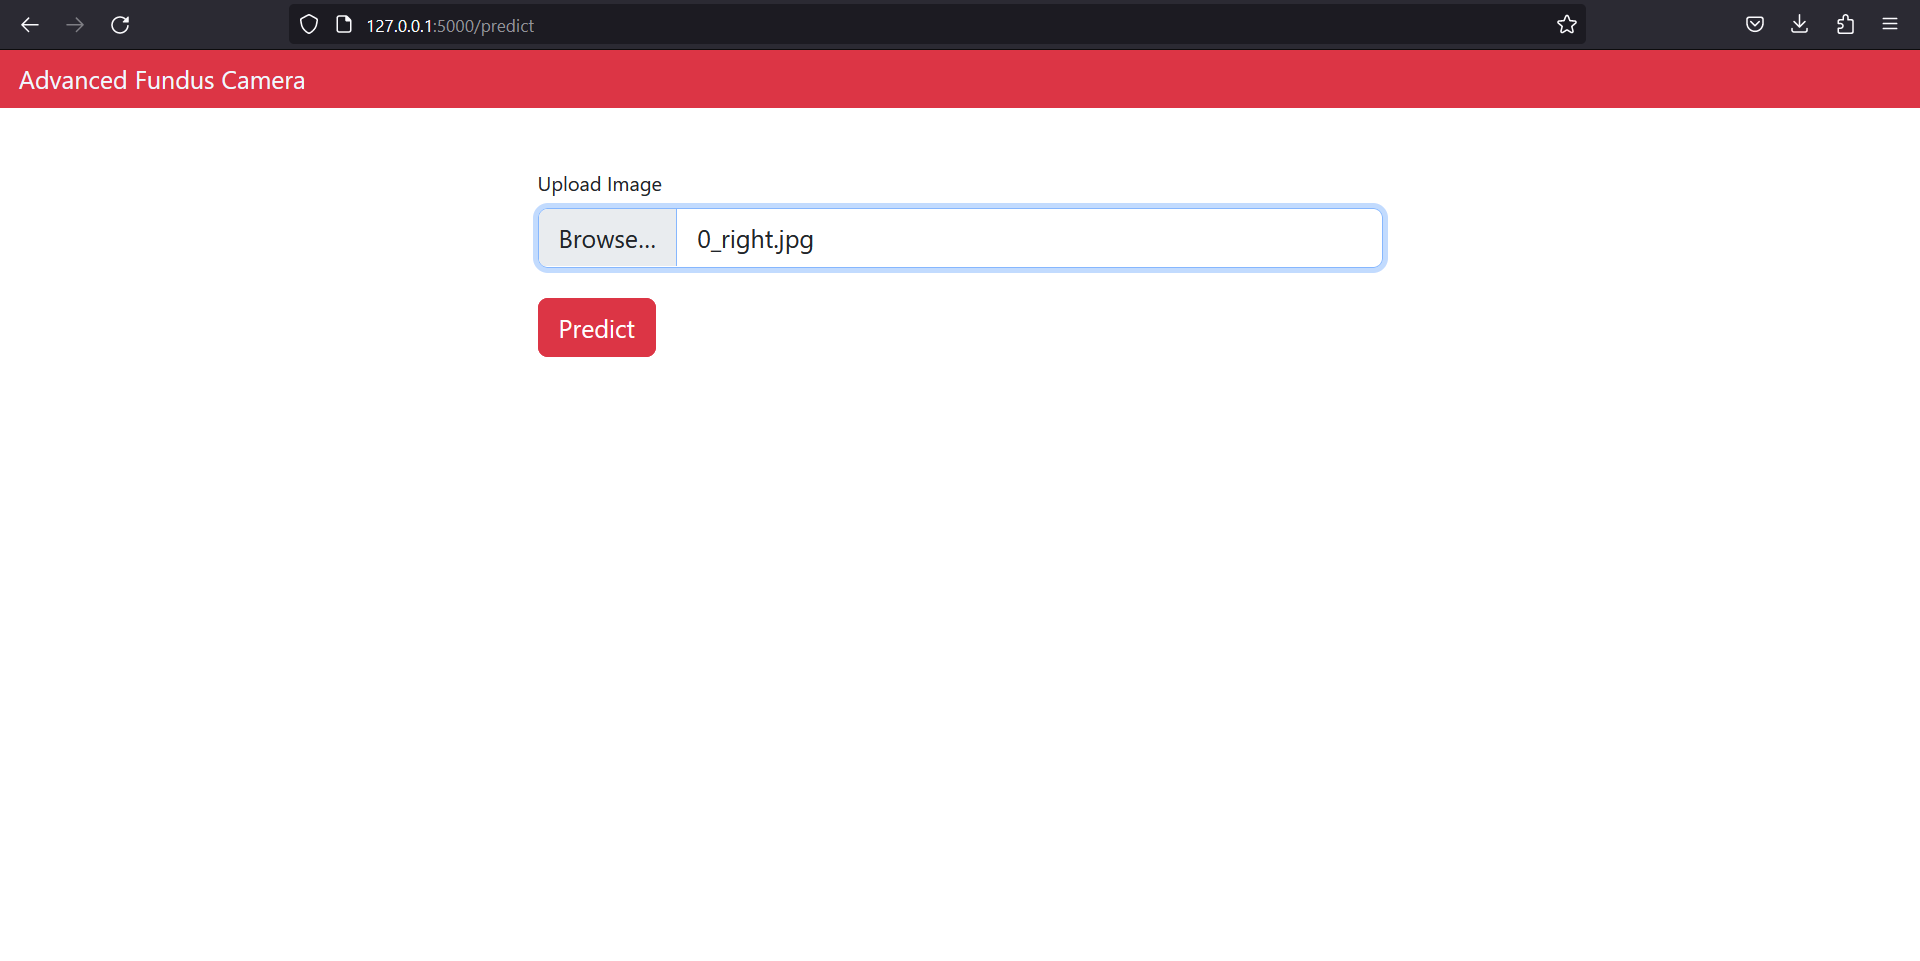 127.0.0.1:5000/predict
Advanced Fundus Camera
Upload Image
Browse... 0_right.jpg
Predict